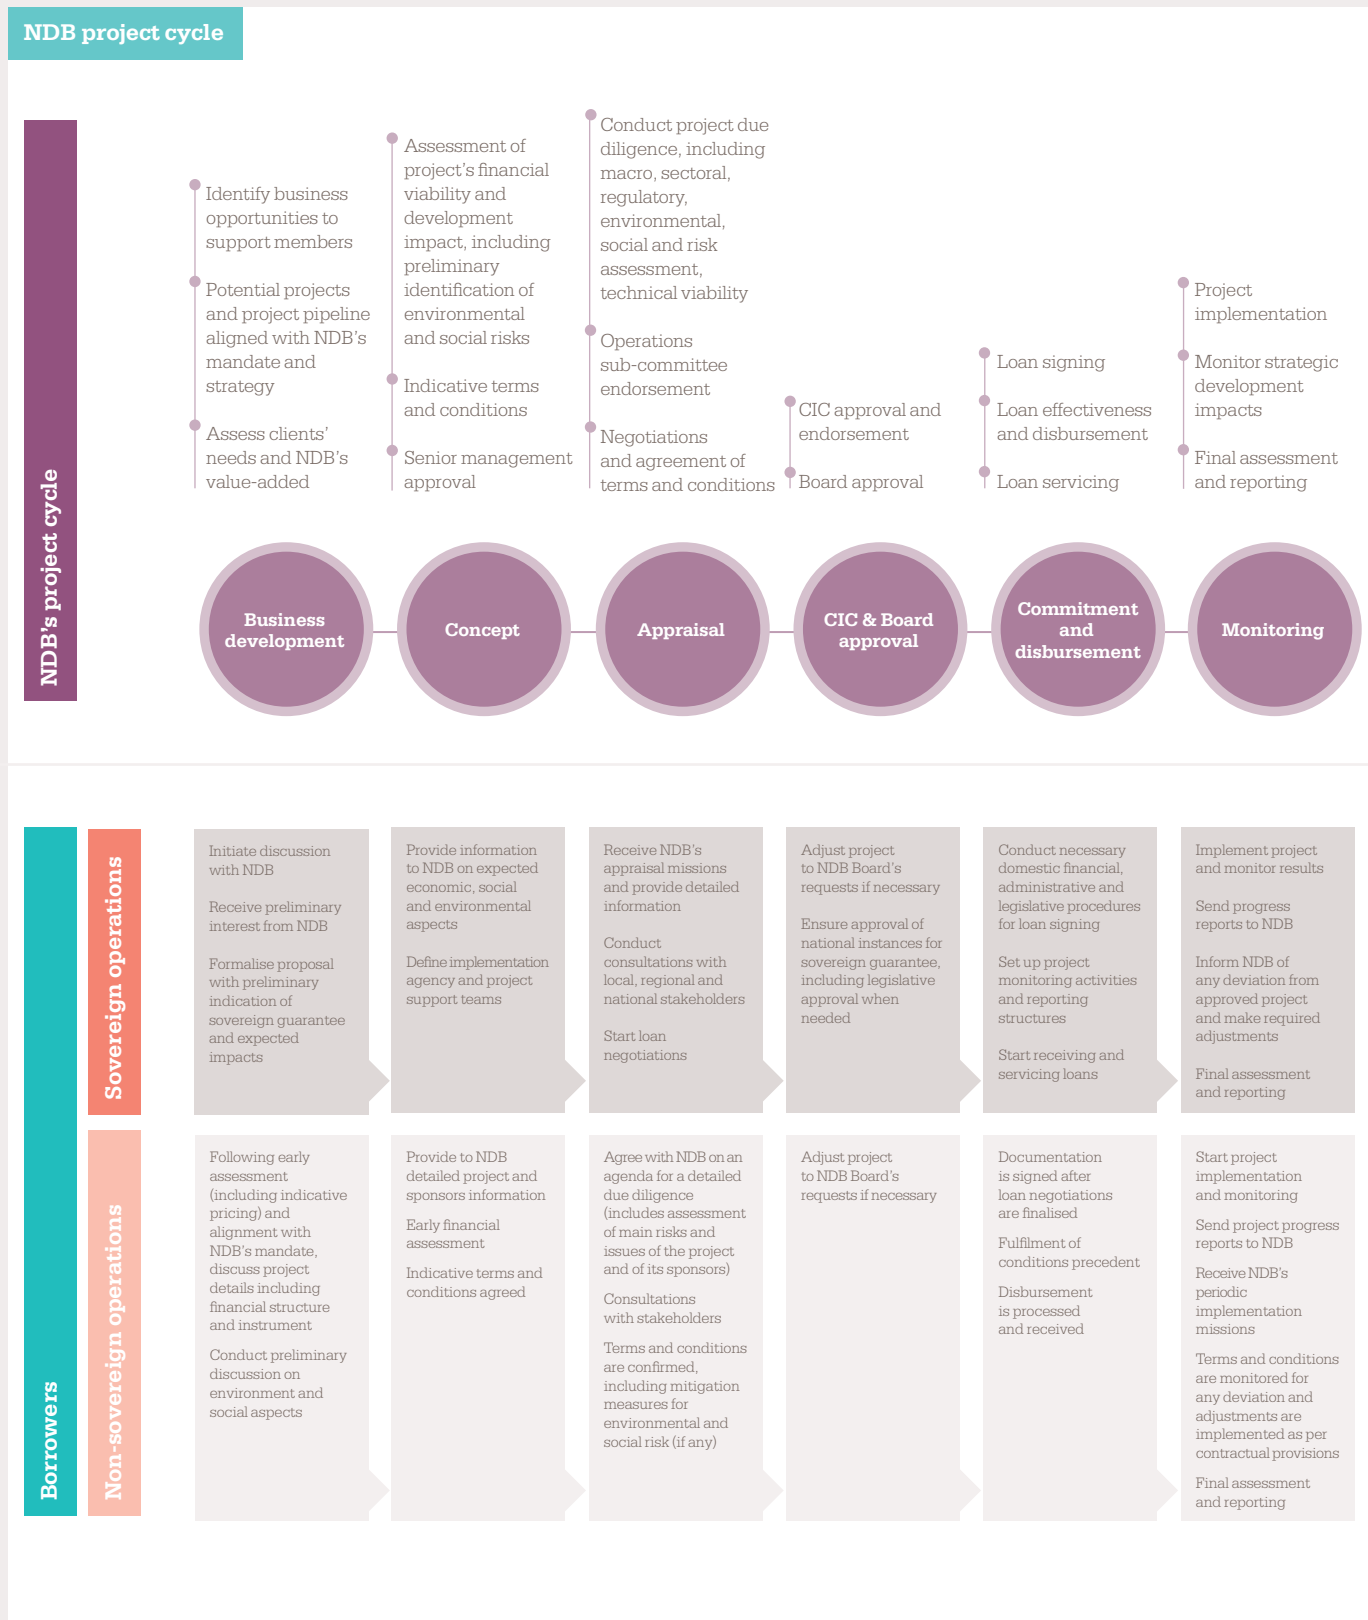 NDB project cycle
NDB's project cycle
Identify business
opportunities to
support members
Potential projects
and project pipeline
aligned with NDB's
mandate and
strategy
Assess clients'
needs and NDB's
value-added
Assessment of
project's financial
viability and
development
impact, including
preliminary
identification of
environmental
and social risks
Indicative terms
and conditions
Senior management
approval
Conduct project due
diligence, including
macro, sectoral,
regulatory,
environmental,
social and risk
assessment,
technical viability
Operations
sub-committee
endorsement
Negotiations
and agreement of
terms and conditions
CIC approval and
endorsement
Board approval
Loan signing
Loan effectiveness
and disbursement
Loan servicing
Project
implementation
Monitor strategic
development
impacts
Final assessment
and reporting
Business
development
Concept
Appraisal
CIC & Board
approval
Commitment
and
disbursement
Monitoring
Borrowers
Sovereign operations
Initiate discussion
with NDB
Receive preliminary
interest from NDB
Formalise proposal
with preliminary
indication of
sovereign guarantee
and expected
impacts
Provide information
to NDB on expected
economic, social
and environmental
aspects
Define implementation
agency and project
support teams
Receive NDB's
appraisal missions
and provide detailed
information
Conduct
consultations with
local, regional and
national stakeholders
Start loan
negotiations
Adjust project
to NDB Board's
requests if necessary
Ensure approval of
national instances for
sovereign guarantee,
including legislative
approval when
needed
Conduct necessary
domestic financial,
administrative and
legislative procedures
for loan signing
Set up project
monitoring activities
and reporting
structures
Start receiving and
servicing loans
Implement project
and monitor results
Send progress
reports to NDB
Inform NDB of
any deviation from
approved project
and make required
adjustments
Final assessment
and reporting
Non-sovereign operations
Following early
assessment
(including indicative
pricing) and
alignment with
NDB's mandate,
discuss project
details including
financial structure
and instrument
Conduct preliminary
discussion on
environment and
social aspects
Provide to NDB
detailed project and
sponsors information
Early financial
assessment
Indicative terms and
conditions agreed
Agree with NDB on an
agenda for a detailed
due diligence
(includes assessment
of main risks and
issues of the project
and of its sponsors)
Consultations
with stakeholders
Terms and conditions
are confirmed,
including mitigation
measures for
environmental and
social risk (if any)
Adjust project
to NDB Board's
requests if necessary
Documentation
is signed after
loan negotiations
are finalised
Fulfilment of
conditions precedent
Disbursement
is processed
and received
Start project
implementation
and monitoring
Send project progress
reports to NDB
Receive NDB's
periodic
implementation
missions
Terms and conditions
are monitored for
any deviation and
adjustments are
implemented as per
contractual provisions
Final assessment
and reporting